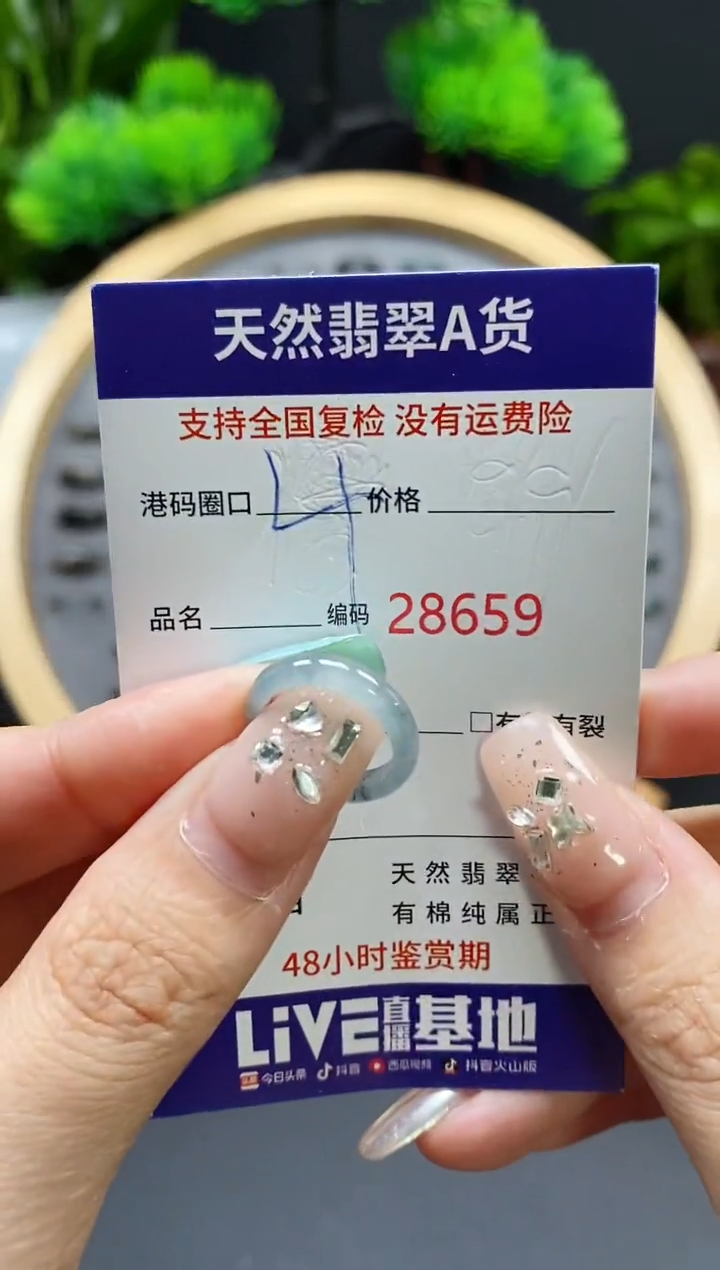 天然翡翠A货
支持全国复检 没有运费险
港码圈口 4 价格
品名 编码 28659
□有 有裂
天然翡翠
有棉纯属正
48小时鉴赏期
LiVE直播基地
今日头条 抖音 西瓜视频 抖音火山版